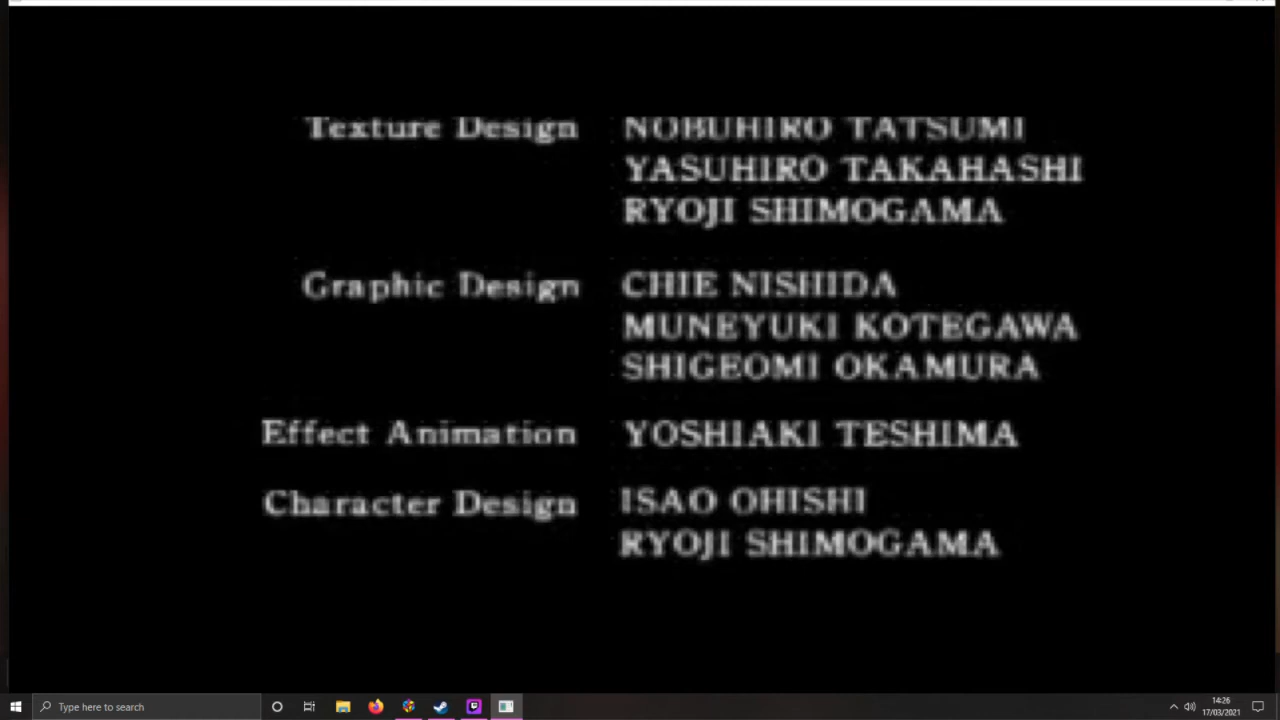 Texture Design NOBUHIRO TATSUMI
YASUHIRO TAKAHASHI
RYOJI SHIMOGAMA
Graphic Design CHIE NISHIDA
MUNEYUKI KOTEGAWA
SHIGEOMI OKAMURA
Effect Animation YOSHIAKI TESHIMA
Character Design ISAO OHISHI
RYOJI SHIMOGAMA
Type here to search
14:26
17/03/2021